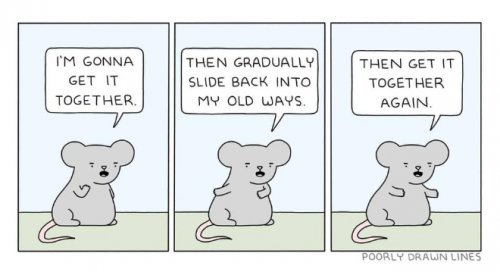 I'M GONNA
GET IT
TOGETHER.
THEN GRADUALLY
SLIDE BACK INTO
MY OLD WAYS.
THEN GET IT
TOGETHER
AGAIN.
POORLY DRAWN LINES